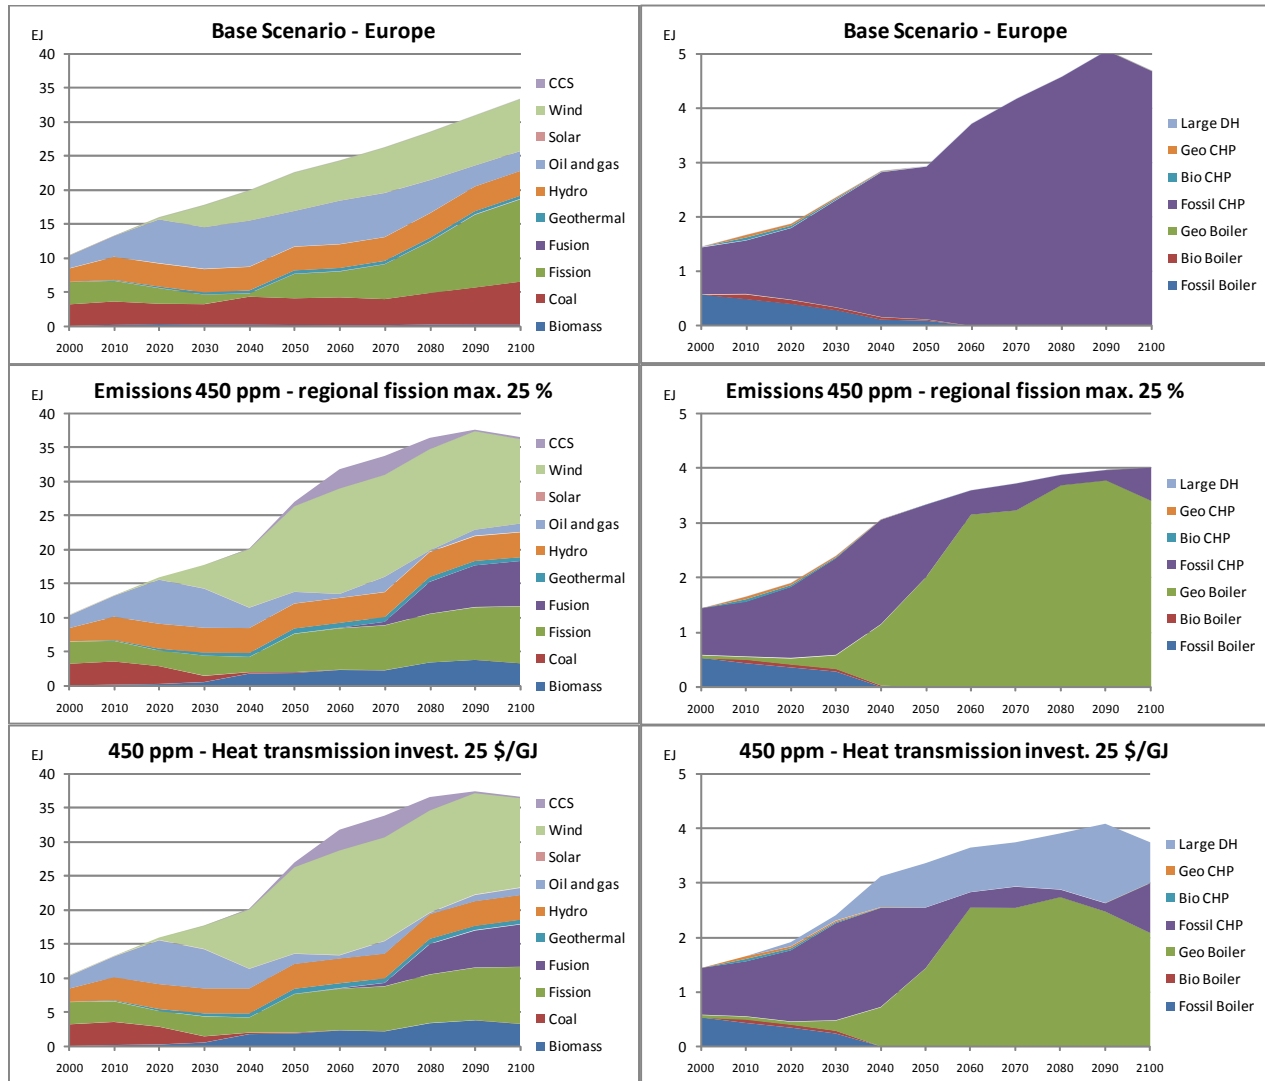 Base Scenario - Europe
EJ
40
35
30
25
20
15
10
5
0
2000 2010 2020 2030 2040 2050 2060 2070 2080 2090 2100
CCS
Wind
Solar
Oil and gas
Hydro
Geothermal
Fusion
Fission
Coal
Biomass
Base Scenario - Europe
EJ
5
4
3
2
1
0
2000 2010 2020 2030 2040 2050 2060 2070 2080 2090 2100
Large DH
Geo CHP
Bio CHP
Fossil CHP
Geo Boiler
Bio Boiler
Fossil Boiler
Emissions 450 ppm - regional fission max. 25 %
EJ
40
35
30
25
20
15
10
5
0
2000 2010 2020 2030 2040 2050 2060 2070 2080 2090 2100
CCS
Wind
Solar
Oil and gas
Hydro
Geothermal
Fusion
Fission
Coal
Biomass
Emissions 450 ppm - regional fission max. 25 %
EJ
5
4
3
2
1
0
2000 2010 2020 2030 2040 2050 2060 2070 2080 2090 2100
Large DH
Geo CHP
Bio CHP
Fossil CHP
Geo Boiler
Bio Boiler
Fossil Boiler
450 ppm - Heat transmission invest. 25 $/GJ
EJ
40
35
30
25
20
15
10
5
0
2000 2010 2020 2030 2040 2050 2060 2070 2080 2090 2100
CCS
Wind
Solar
Oil and gas
Hydro
Geothermal
Fusion
Fission
Coal
Biomass
450 ppm - Heat transmission invest. 25 $/GJ
EJ
5
4
3
2
1
0
2000 2010 2020 2030 2040 2050 2060 2070 2080 2090 2100
Large DH
Geo CHP
Bio CHP
Fossil CHP
Geo Boiler
Bio Boiler
Fossil Boiler